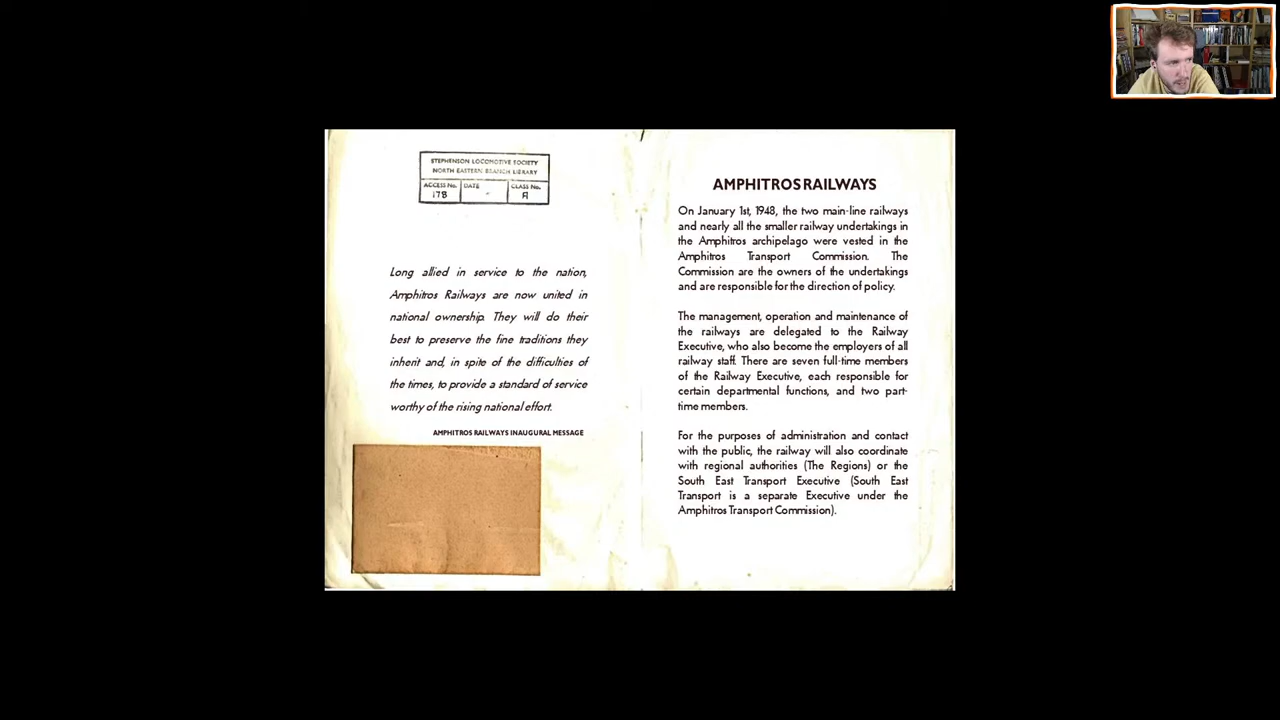 STEPHENSON LOCOMOTIVE SOCIETY
NORTH EASTERN BRANCH LIBRARY
ACCESS No. DATE CLASS No.
178 A
Long allied in service to the nation,
Amphitros Railways are now united in
national ownership. They will do their
best to preserve the fine traditions they
inherit and, in spite of the difficulties of
the times, to provide a standard of service
worthy of the rising national effort.
AMPHITROS RAILWAYS INAUGURAL MESSAGE
AMPHITROS RAILWAYS
On January 1st, 1948, the two main-line railways
and nearly all the smaller railway undertakings in
the Amphitros archipelago were vested in the
Amphitros Transport Commission. The
Commission are the owners of the undertakings
and are responsible for the direction of policy.
The management, operation and maintenance of
the railways are delegated to the Railway
Executive, who also become the employers of all
railway staff. There are seven full-time members
of the Railway Executive, each responsible for
certain departmental functions, and two part-
time members.
For the purposes of administration and contact
with the public, the railway will also coordinate
with regional authorities (The Regions) or the
South East Transport Executive (South East
Transport is a separate Executive under the
Amphitros Transport Commission).